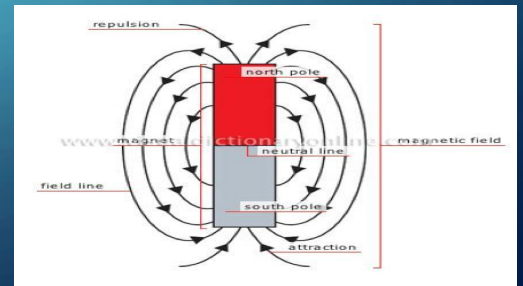 repulsion
north pole
magnet
magnetic field
neutral line
field line
south pole
attraction